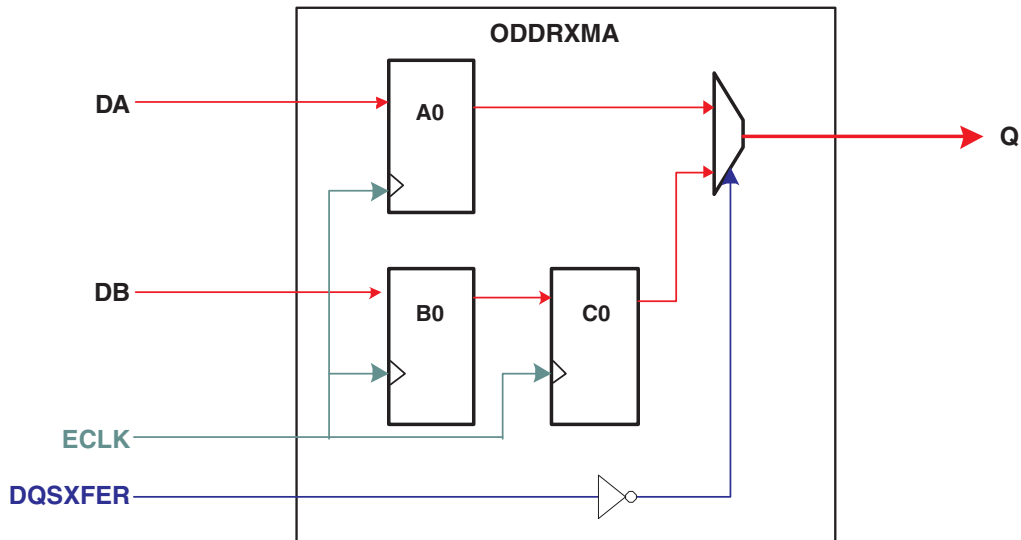 ODDRXMA
DA
A0
Q
DB
B0
C0
ECLK
DQSXFER